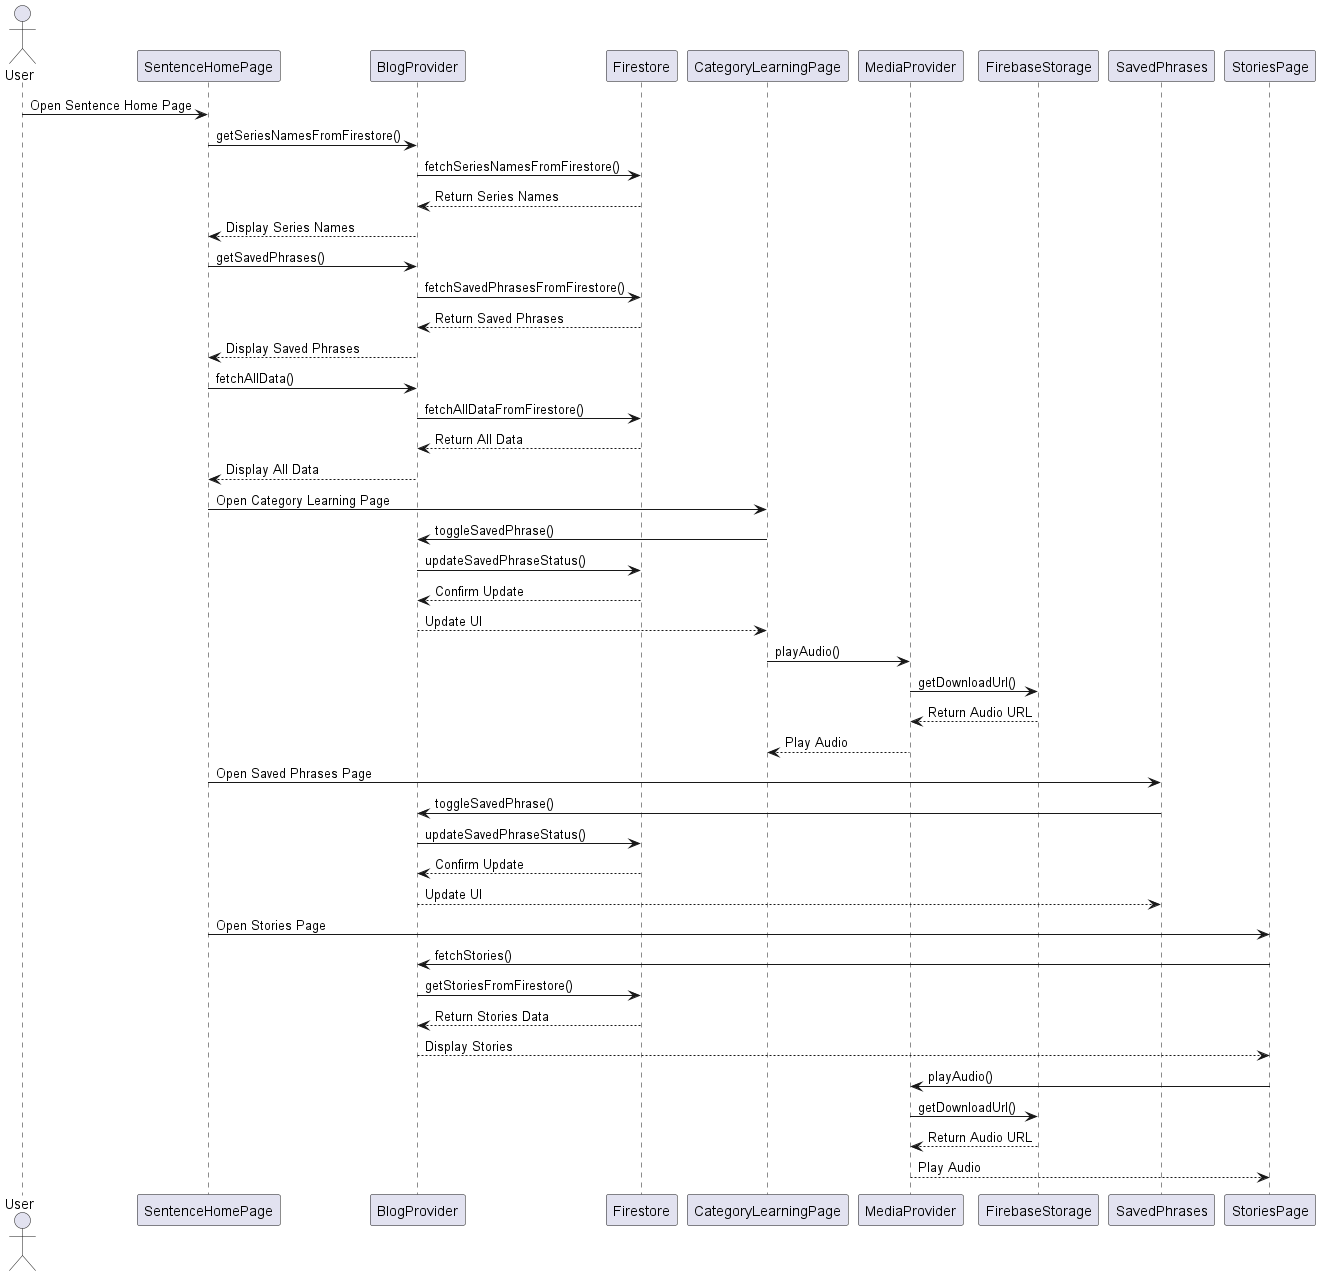 User
SentenceHomePage
BlogProvider
Firestore
CategoryLearningPage
MediaProvider
FirebaseStorage
SavedPhrases
StoriesPage
Open Sentence Home Page
getSeriesNamesFromFirestore()
fetchSeriesNamesFromFirestore()
Return Series Names
Display Series Names
getSavedPhrases()
fetchSavedPhrasesFromFirestore()
Return Saved Phrases
Display Saved Phrases
fetchAllData()
fetchAllDataFromFirestore()
Return All Data
Display All Data
Open Category Learning Page
toggleSavedPhrase()
updateSavedPhraseStatus()
Confirm Update
Update UI
playAudio()
getDownloadUrl()
Return Audio URL
Play Audio
Open Saved Phrases Page
toggleSavedPhrase()
updateSavedPhraseStatus()
Confirm Update
Update UI
Open Stories Page
fetchStories()
getStoriesFromFirestore()
Return Stories Data
Display Stories
playAudio()
getDownloadUrl()
Return Audio URL
Play Audio
User
SentenceHomePage
BlogProvider
Firestore
CategoryLearningPage
MediaProvider
FirebaseStorage
SavedPhrases
StoriesPage